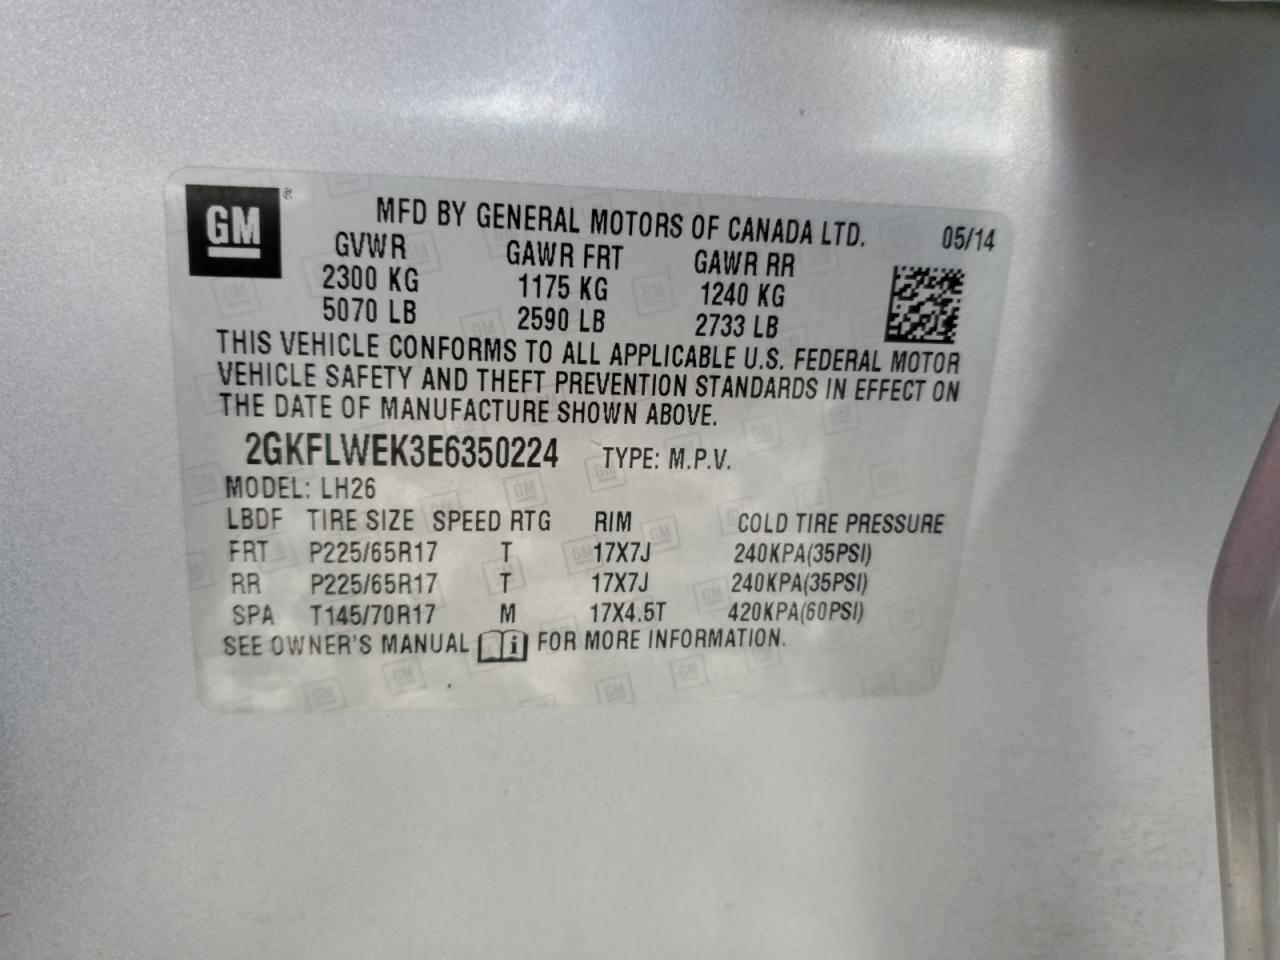 GM ®
MFD BY GENERAL MOTORS OF CANADA LTD. 05/14
GVWR GAWR FRT GAWR RR
2300 KG 1175 KG 1240 KG
5070 LB 2590 LB 2733 LB
THIS VEHICLE CONFORMS TO ALL APPLICABLE U.S. FEDERAL MOTOR
VEHICLE SAFETY AND THEFT PREVENTION STANDARDS IN EFFECT ON
THE DATE OF MANUFACTURE SHOWN ABOVE.
2GKFLWEK3E6350224 TYPE: M.P.V.
MODEL: LH26
LBDF TIRE SIZE SPEED RTG RIM COLD TIRE PRESSURE
FRT P225/65R17 T 17X7J 240KPA(35PSI)
RR P225/65R17 T 17X7J 240KPA(35PSI)
SPA T145/70R17 M 17X4.5T 420KPA(60PSI)
SEE OWNER'S MANUAL i FOR MORE INFORMATION.